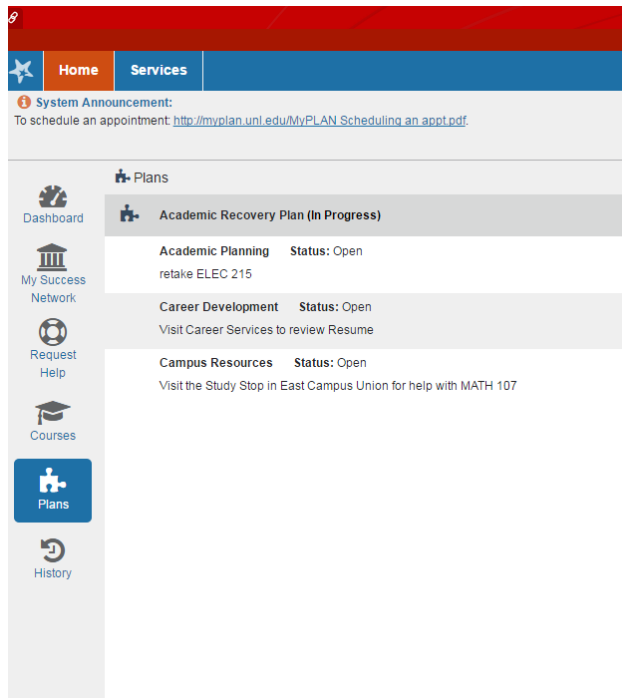 Home Services
System Announcement:
To schedule an appointment: http://myplan.unl.edu/MyPLAN Scheduling an appt.pdf.
Plans
Dashboard
Academic Recovery Plan (In Progress)
Academic Planning Status: Open
retake ELEC 215
My Success
Network
Career Development Status: Open
Visit Career Services to review Resume
Request
Help
Campus Resources Status: Open
Visit the Study Stop in East Campus Union for help with MATH 107
Courses
Plans
History